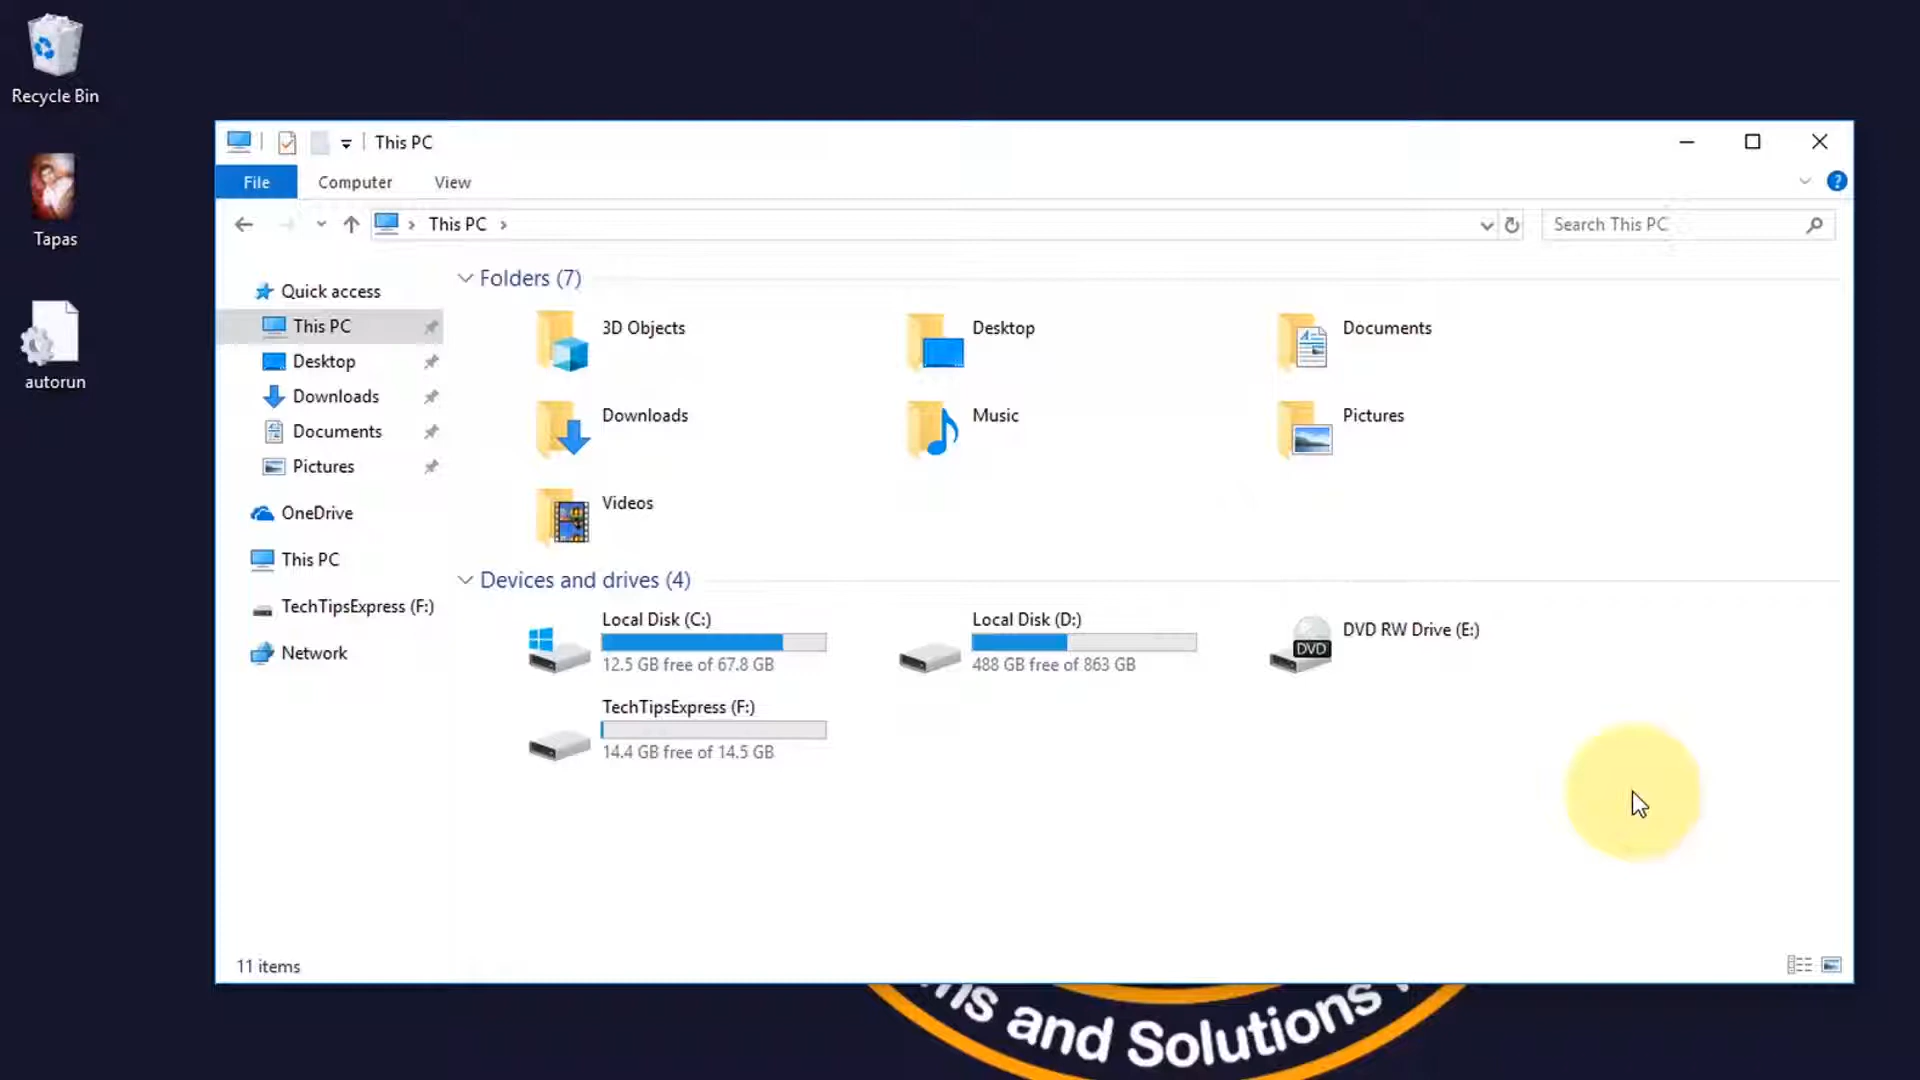 Recycle Bin
Tapas
autorun
This PC
File Computer View
This PC
Search This PC
Quick access
This PC
Desktop
Downloads
Documents
Pictures
OneDrive
This PC
TechTipsExpress (F:)
Network
Folders (7)
3D Objects
Desktop
Documents
Downloads
Music
Pictures
Videos
Devices and drives (4)
Local Disk (C:)
12.5 GB free of 67.8 GB
Local Disk (D:)
488 GB free of 863 GB
DVD
DVD RW Drive (E:)
TechTipsExpress (F:)
14.4 GB free of 14.5 GB
11 items
and Solutions